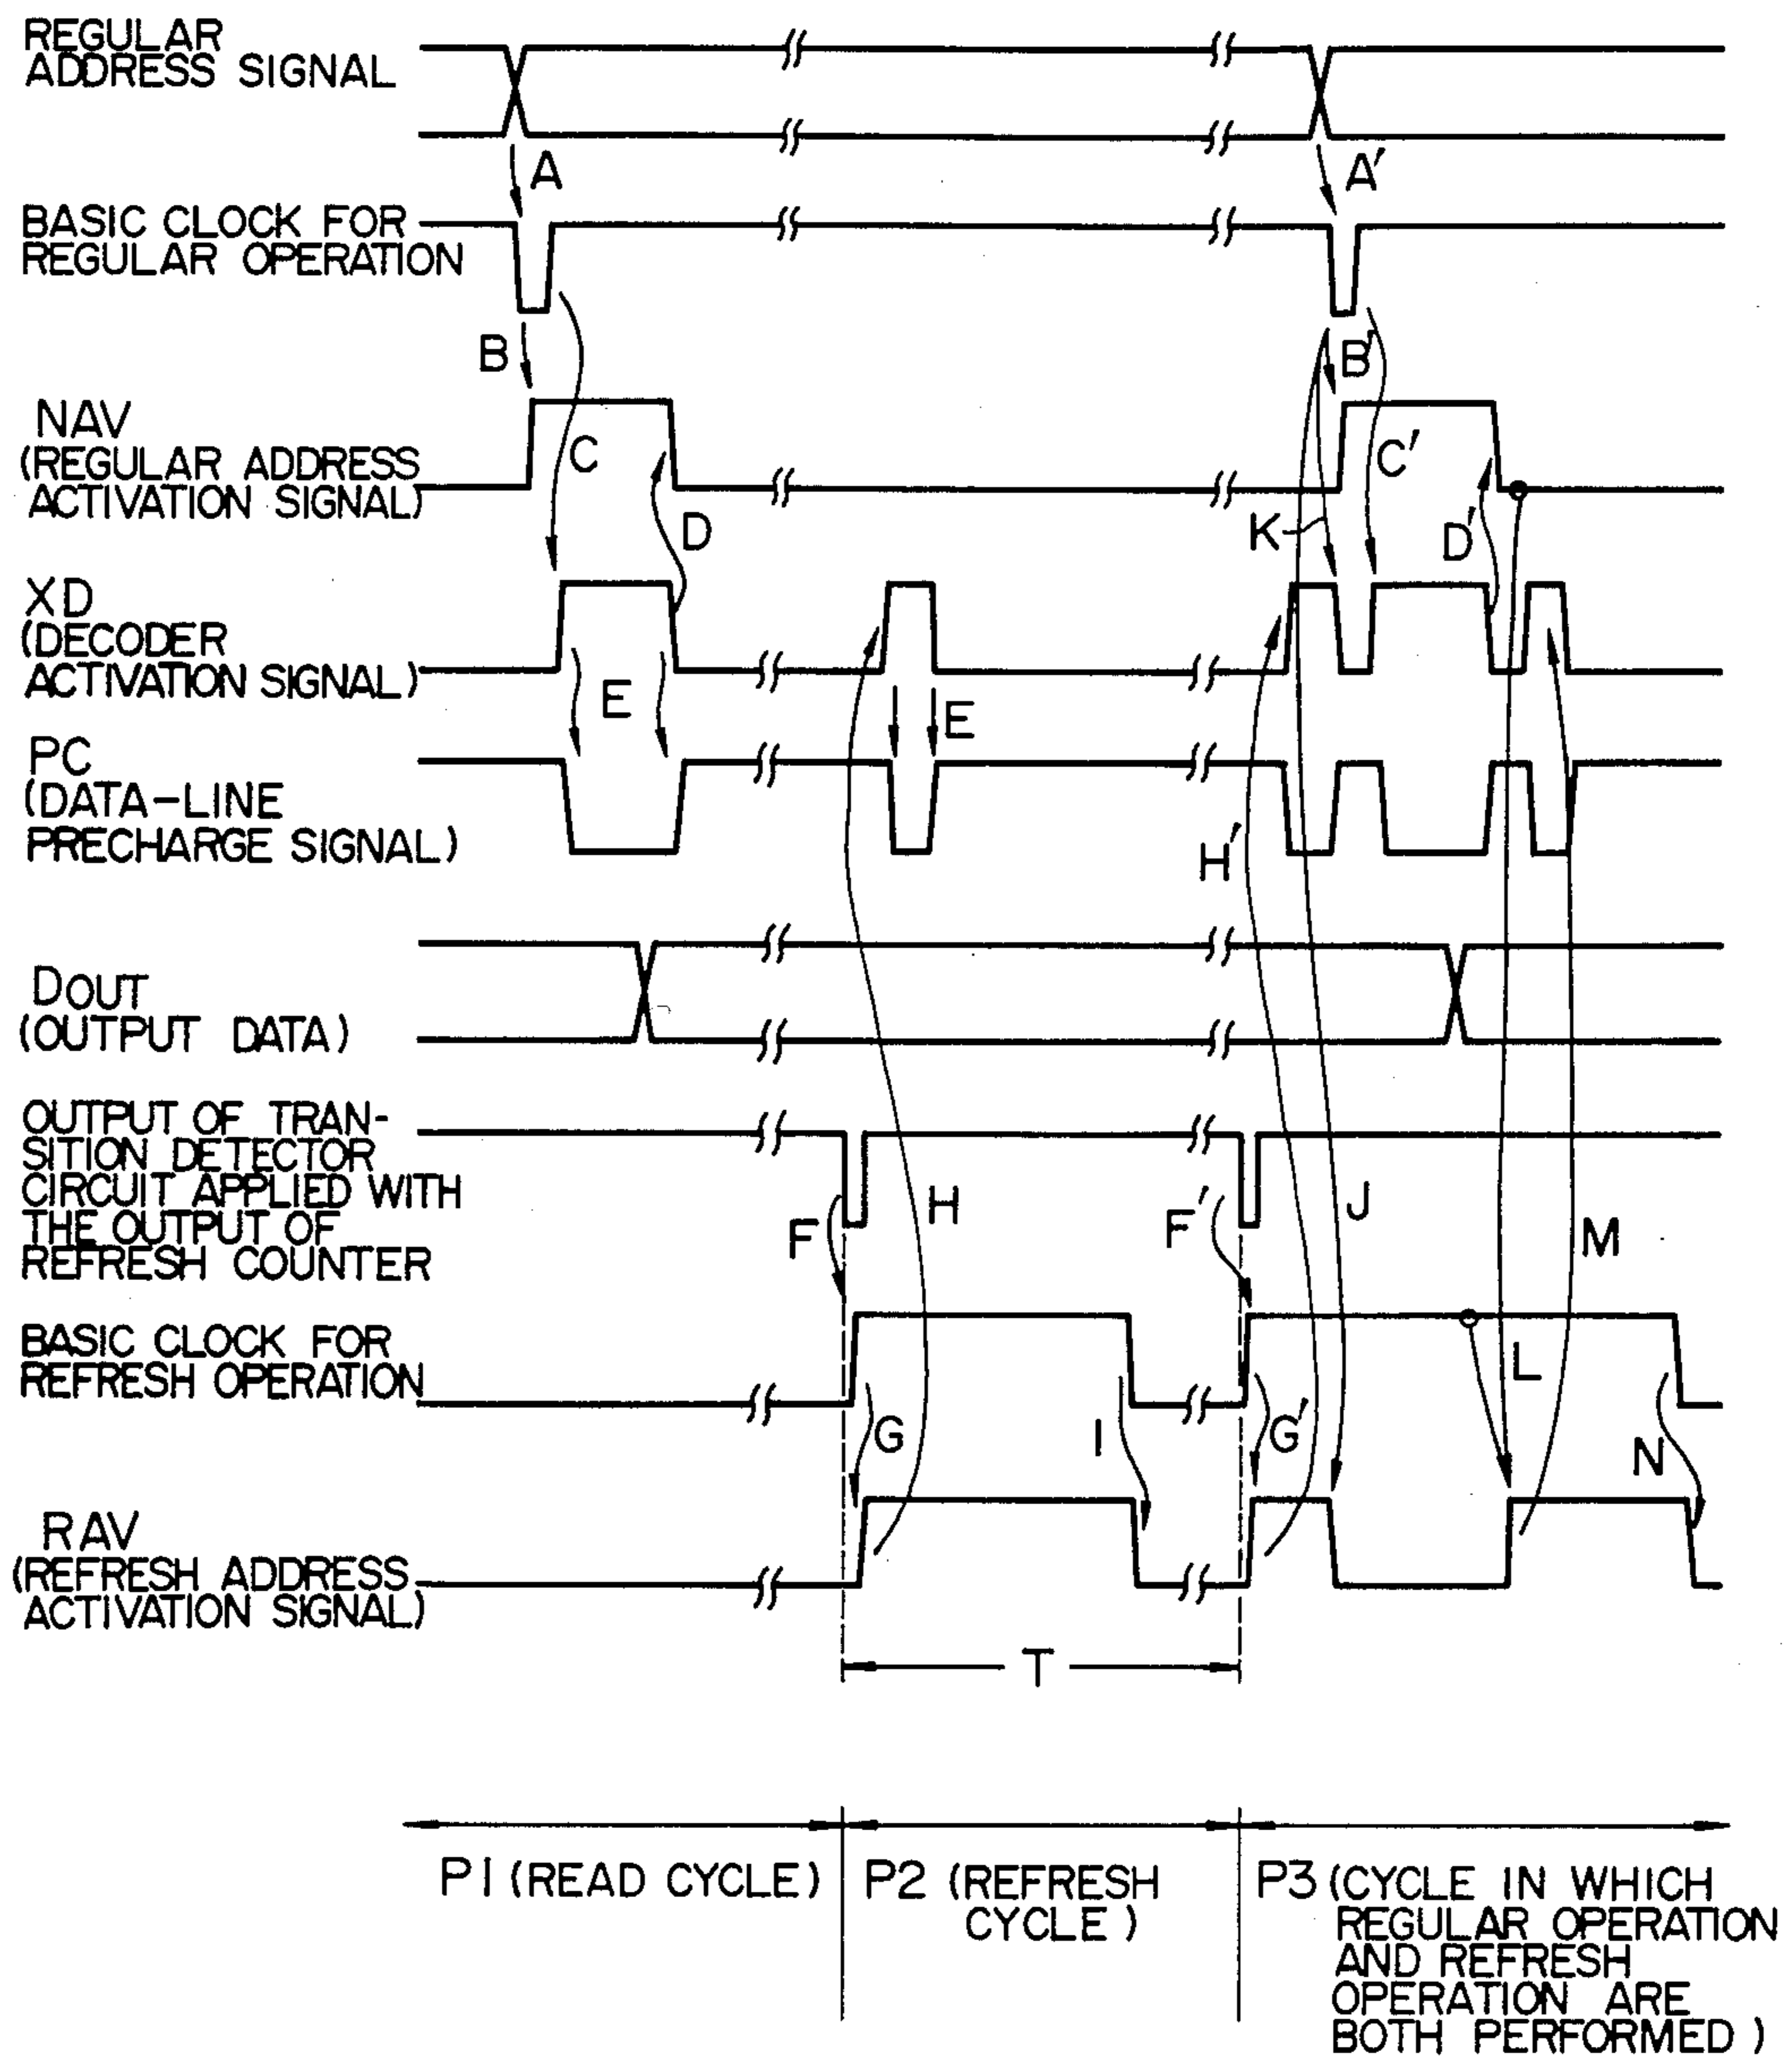 REGULAR
ADDRESS SIGNAL
A
A′
BASIC CLOCK FOR
REGULAR OPERATION
B
B′
NAV
(REGULAR ADDRESS
ACTIVATION SIGNAL)
C
C′
D
K
D′
XD
(DECODER
ACTIVATION SIGNAL)
E
E
PC
(DATA-LINE
PRECHARGE SIGNAL)
H′
DOUT
(OUTPUT DATA)
OUTPUT OF TRAN-
SITION DETECTOR
CIRCUIT APPLIED WITH
THE OUTPUT OF
REFRESH COUNTER
F
H
F′
J
M
BASIC CLOCK FOR
REFRESH OPERATION
L
G
I
G′
N
RAV
(REFRESH ADDRESS
ACTIVATION SIGNAL)
T
P1 (READ CYCLE)
P2 (REFRESH
CYCLE)
P3 (CYCLE IN WHICH
REGULAR OPERATION
AND REFRESH
OPERATION ARE
BOTH PERFORMED)